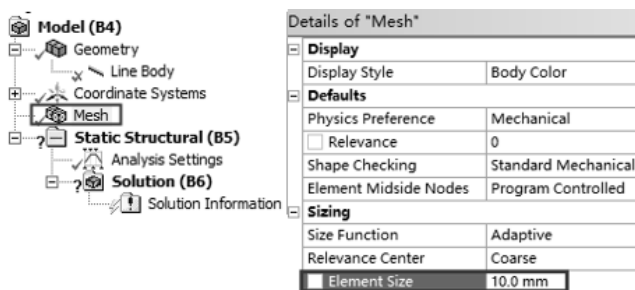 Model (B4)
Geometry
Line Body
Coordinate Systems
Mesh
Static Structural (B5)
Analysis Settings
Solution (B6)
Solution Information
Details of "Mesh"
Display
Display Style Body Color
Defaults
Physics Preference Mechanical
Relevance 0
Shape Checking Standard Mechanical
Element Midside Nodes Program Controlled
Sizing
Size Function Adaptive
Relevance Center Coarse
Element Size 10.0 mm